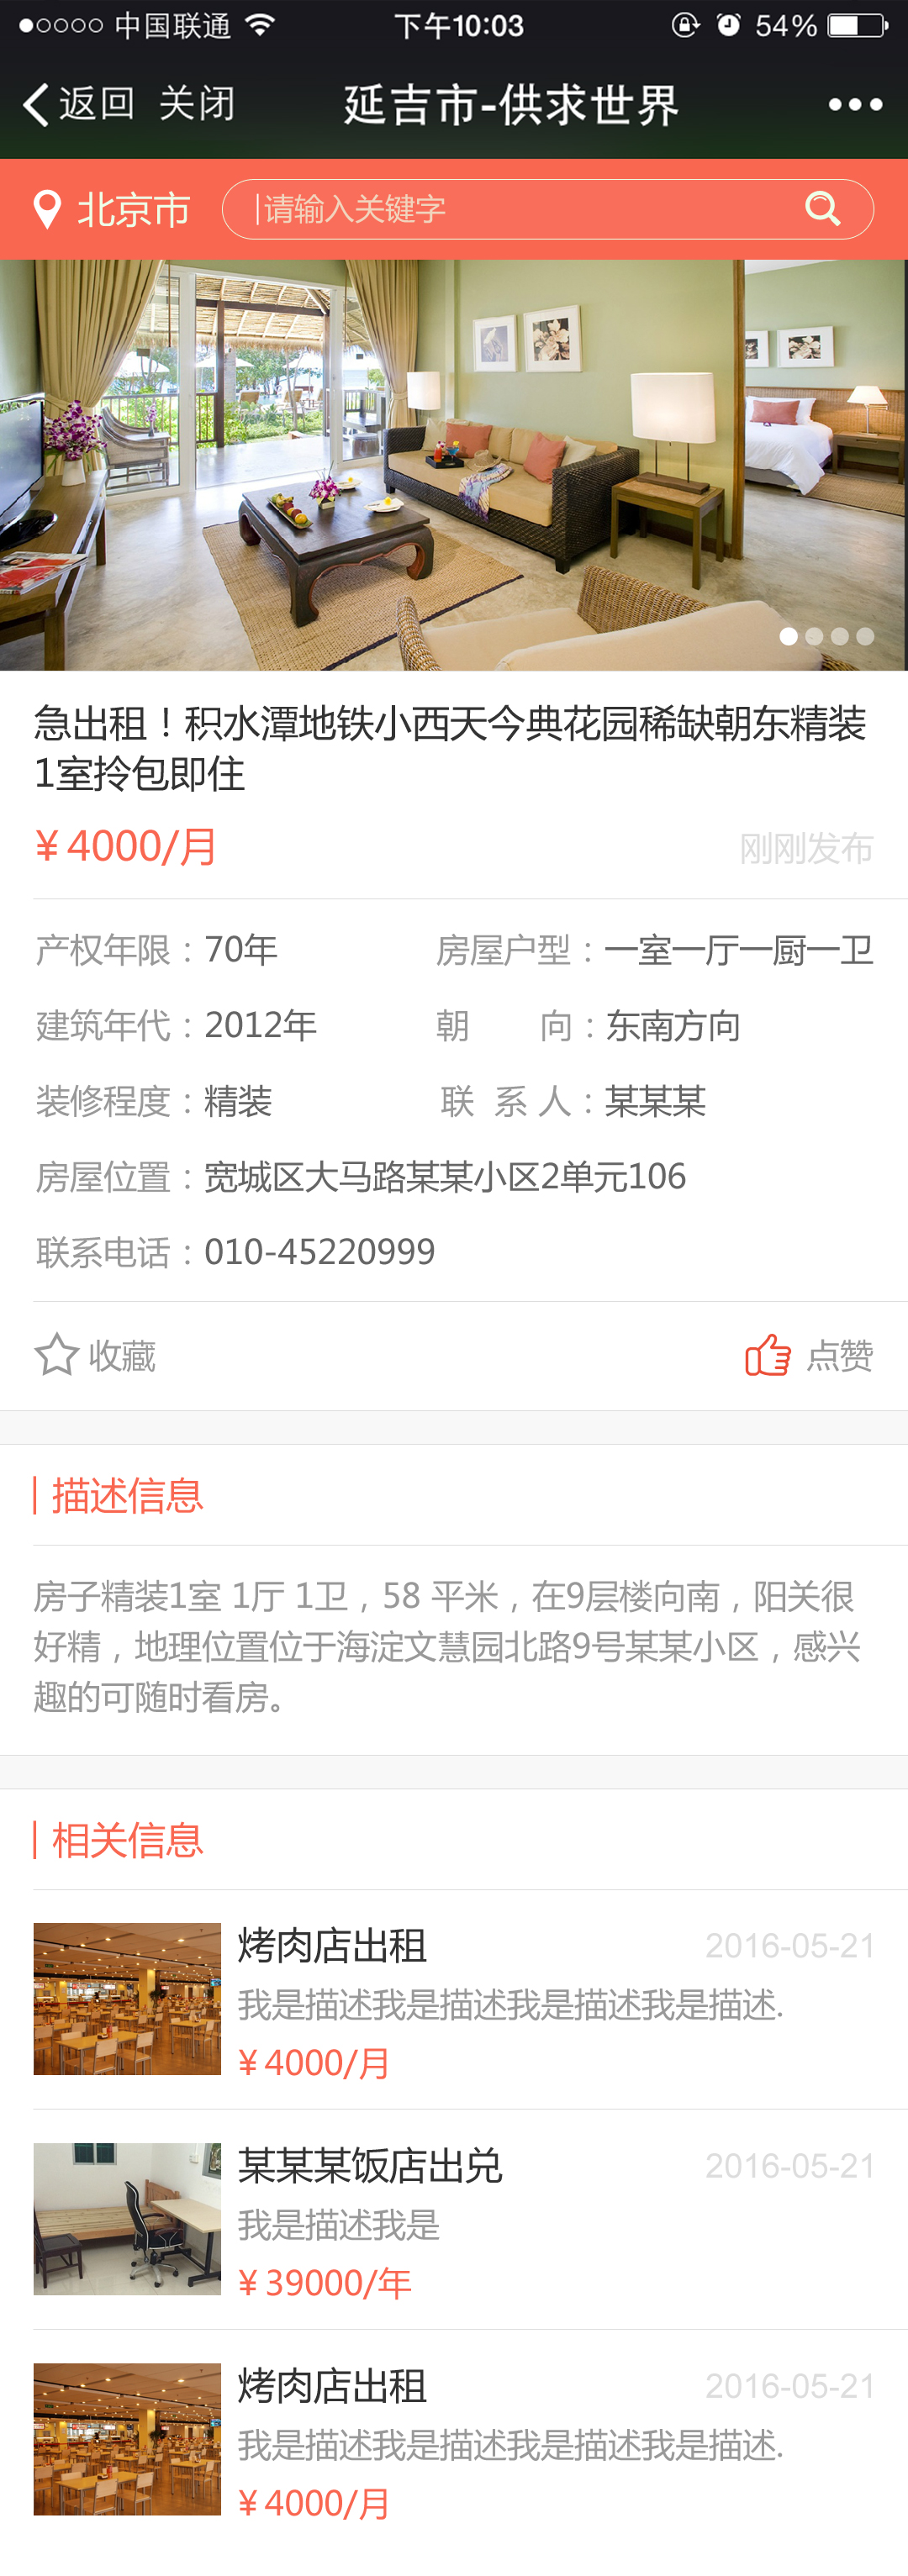 中国联通 下午10:03 54%
返回 关闭 延吉市-供求世界
北京市 请输入关键字
急出租！积水潭地铁小西天今典花园稀缺朝东精装
1室拎包即住
¥4000/月 刚刚发布
产权年限：70年 房屋户型：一室一厅一厨一卫
建筑年代：2012年 朝 向：东南方向
装修程度：精装 联 系 人：某某某
房屋位置：宽城区大马路某某小区2单元106
联系电话：010-45220999
收藏 点赞
描述信息
房子精装1室 1厅 1卫，58 平米，在9层楼向南，阳关很
好精，地理位置位于海淀文慧园北路9号某某小区，感兴
趣的可随时看房。
相关信息
烤肉店出租 2016-05-21
我是描述我是描述我是描述我是描述.
¥4000/月
某某某饭店出兑 2016-05-21
我是描述我是
¥39000/年
烤肉店出租 2016-05-21
我是描述我是描述我是描述我是描述.
¥4000/月